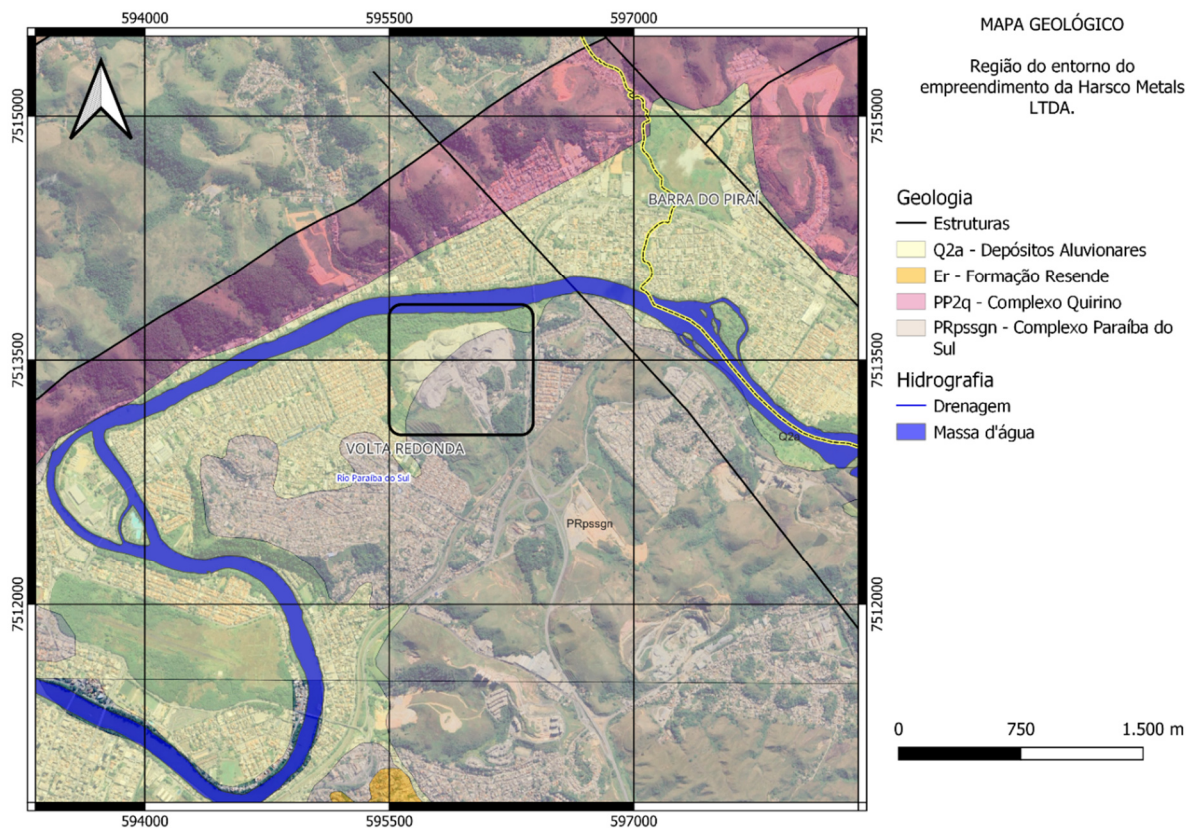 594000
595500
597000
MAPA GEOLÓGICO
Região do entorno do
empreendimento da Harsco Metals
LTDA.
7515000
7515000
BARRA DO PIRAÍ
Geologia
Estruturas
Q2a - Depósitos Aluvionares
Er - Formação Resende
PP2q - Complexo Quirino
PRpssgn - Complexo Paraíba do
Sul
7513500
7513500
Hidrografia
Drenagem
Massa d'água
Q2a
VOLTA REDONDA
Rio Paraíba do Sul
PRpssgn
7512000
7512000
0
750
1.500 m
594000
595500
597000